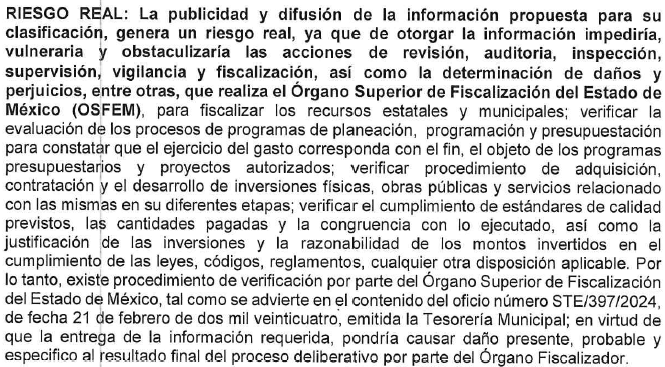 RIESGO REAL: La publicidad y difusión de la información propuesta para su
clasificación, genera un riesgo real, ya que de otorgar la información impediría,
vulneraria y obstaculizaría las acciones de revisión, auditoria, inspección,
supervisión, vigilancia y fiscalización, así como la determinación de daños y
perjuicios, entre otras, que realiza el Órgano Superior de Fiscalización del Estado de
México (OSFEM), para fiscalizar los recursos estatales y municipales; verificar la
evaluación de los procesos de programas de planeación, programación y presupuestación
para constatar que el ejercicio del gasto corresponda con el fin, el objeto de los programas
presupuestarios y proyectos autorizados; verificar procedimiento de adquisición,
contratación y el desarrollo de inversiones físicas, obras públicas y servicios relacionado
con las mismas en su diferentes etapas; verificar el cumplimiento de estándares de calidad
previstos, las cantidades pagadas y la congruencia con lo ejecutado, así como la
justificación de las inversiones y la razonabilidad de los montos invertidos en el
cumplimiento de las leyes, códigos, reglamentos, cualquier otra disposición aplicable. Por
lo tanto, existe procedimiento de verificación por parte del Órgano Superior de Fiscalización
del Estado de México, tal como se advierte en el contenido del oficio número STE/397/2024,
de fecha 21 de febrero de dos mil veinticuatro, emitida la Tesorería Municipal; en virtud de
que la entrega de la información requerida, pondría causar daño presente, probable y
especifico al resultado final del proceso deliberativo por parte del Órgano Fiscalizador.